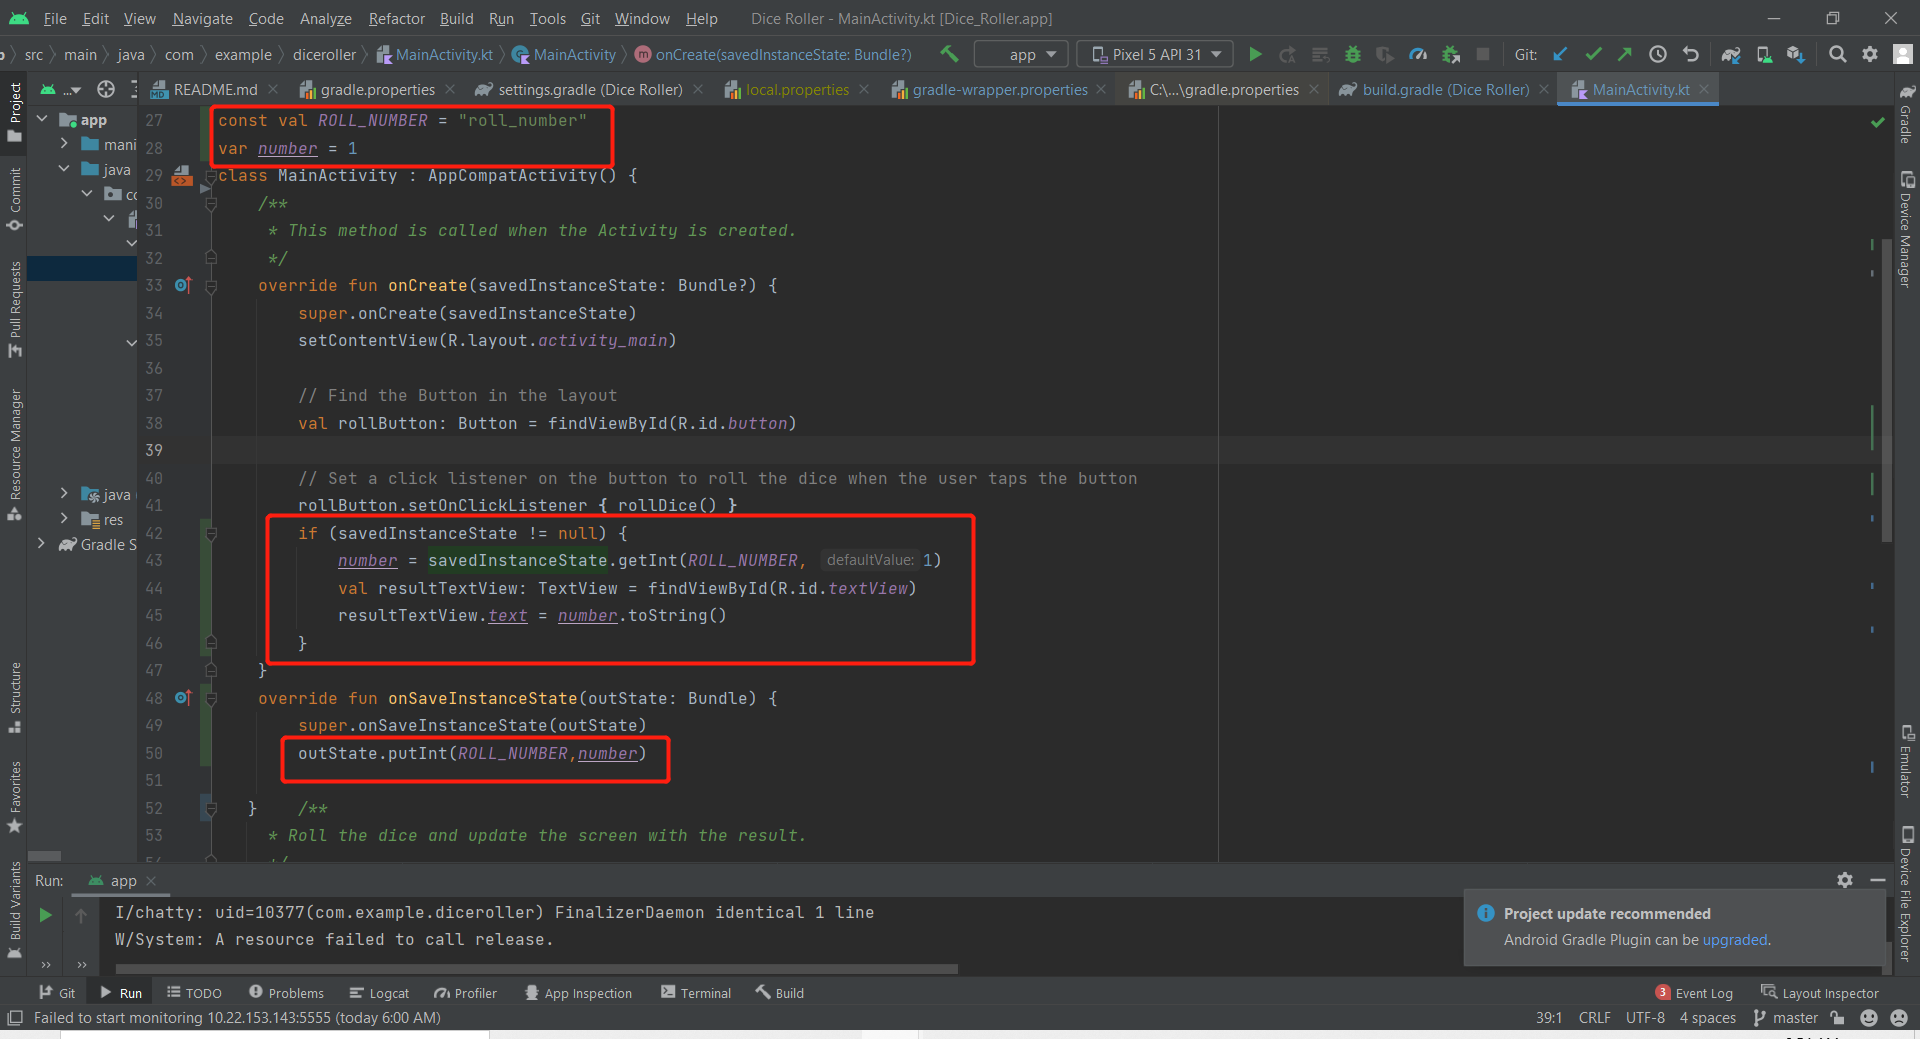 File Edit View Navigate Code Analyze Refactor Build Run Tools Git Window Help Dice Roller - MainActivity.kt [Dice_Roller.app]
src main java com example diceroller MainActivity.kt MainActivity onCreate(savedInstanceState: Bundle?) app Pixel 5 API 31 Git:
... README.md gradle.properties settings.gradle (Dice Roller) local.properties gradle-wrapper.properties C:\...\gradle.properties build.gradle (Dice Roller) MainActivity.kt
Project
Commit
Pull Requests
Resource Manager
Structure
Favorites
Build Variants
app
mani
java
co
java (
res
Gradle S
27 const val ROLL_NUMBER = "roll_number"
28 var number = 1
29 class MainActivity : AppCompatActivity() {
30 /**
31 * This method is called when the Activity is created.
32 */
33 override fun onCreate(savedInstanceState: Bundle?) {
34 super.onCreate(savedInstanceState)
35 setContentView(R.layout.activity_main)
36
37 // Find the Button in the layout
38 val rollButton: Button = findViewById(R.id.button)
39
40 // Set a click listener on the button to roll the dice when the user taps the button
41 rollButton.setOnClickListener { rollDice() }
42 if (savedInstanceState != null) {
43 number = savedInstanceState.getInt(ROLL_NUMBER, defaultValue: 1)
44 val resultTextView: TextView = findViewById(R.id.textView)
45 resultTextView.text = number.toString()
46 }
47 }
48 override fun onSaveInstanceState(outState: Bundle) {
49 super.onSaveInstanceState(outState)
50 outState.putInt(ROLL_NUMBER,number)
51
52 } /**
53 * Roll the dice and update the screen with the result.
Gradle
Device Manager
Emulator
Device File Explorer
Run: app
I/chatty: uid=10377(com.example.diceroller) FinalizerDaemon identical 1 line
W/System: A resource failed to call release.
Project update recommended
Android Gradle Plugin can be upgraded.
Git Run TODO Problems Logcat Profiler App Inspection Terminal Build 3 Event Log Layout Inspector
Failed to start monitoring 10.22.153.143:5555 (today 6:00 AM) 39:1 CRLF UTF-8 4 spaces master